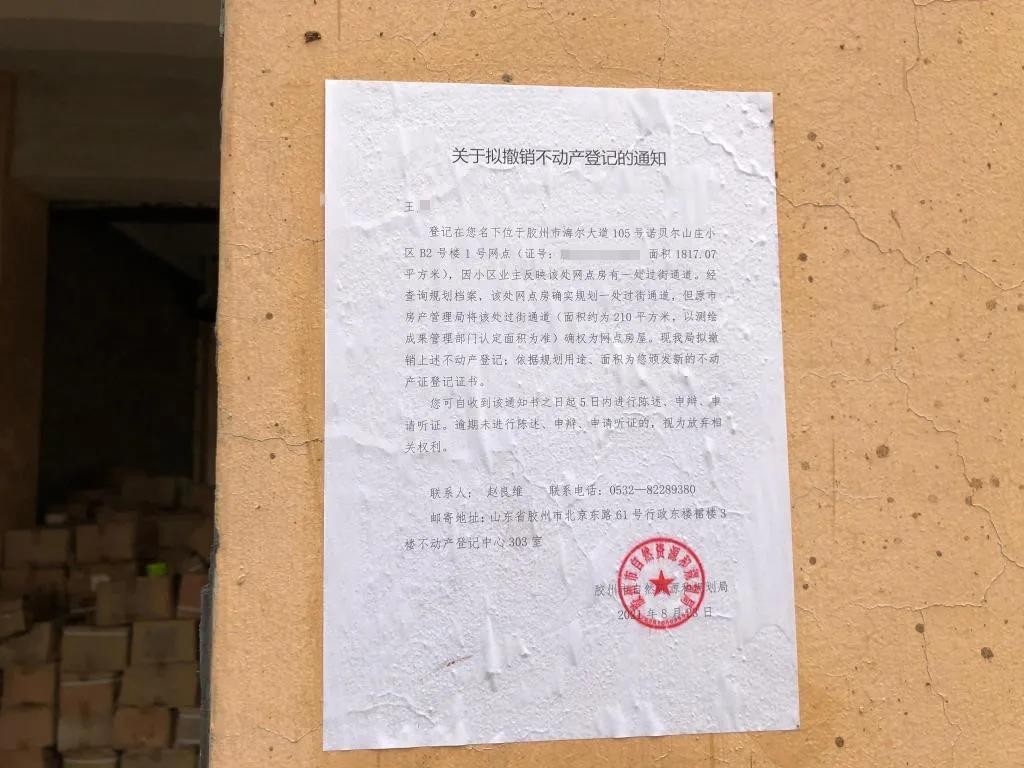 关于拟撤销不动产登记的通知
王
登记在您名下位于胶州市海尔大道105号诺贝尔山庄小
区B2号楼1号网点（证号： 面积1817.07
平方米），因小区业主反映该处网点房有一处过街通道。经
查询规划档案，该处网点房确实规划一处过街通道，但原市
房产管理局将该处过街通道（面积约为210平方米，以测绘
成果管理部门认定面积为准）确权为网点房屋。现我局拟撤
销上述不动产登记；依据规划用途、面积为您颁发新的不动
产证登记证书。
您可自收到该通知书之日起5日内进行陈述、申辩、申
请听证。逾期未进行陈述、申辩、申请听证的，视为放弃相
关权利。
联系人： 赵良维 联系电话：0532—82289380
邮寄地址：山东省胶州市北京东路61号行政东楼裙楼3
楼不动产登记中心303室
胶州市自然资源和规划局
2021年8月 日